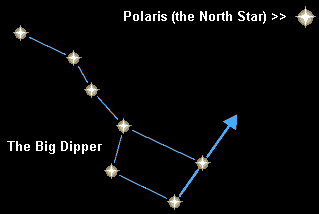 Polaris (the North Star) >>
The Big Dipper